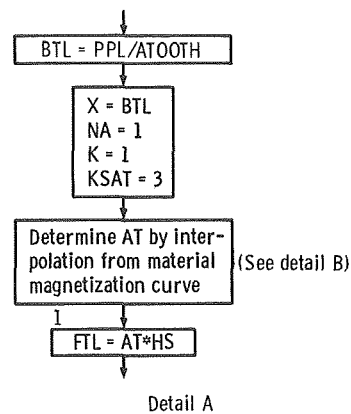 BTL = PPL/ATOOTH
X = BTL
NA = 1
K = 1
KSAT = 3
Determine AT by inter-
polation from material
magnetization curve
(See detail B)
1
FTL = AT*HS
Detail A